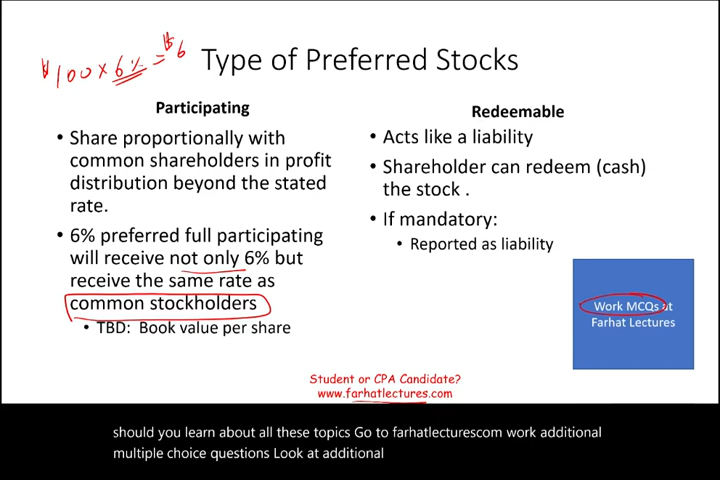 $100 × 6% = $6
Type of Preferred Stocks
Participating
• Share proportionally with
common shareholders in profit
distribution beyond the stated
rate.
• 6% preferred full participating
will receive not only 6% but
receive the same rate as
common stockholders
• TBD: Book value per share
Redeemable
• Acts like a liability
• Shareholder can redeem (cash)
the stock .
• If mandatory:
• Reported as liability
Work MCQs at
Farhat Lectures
Student or CPA Candidate?
www.farhatlectures.com
should you learn about all these topics Go to farhatlecturescom work additional
multiple choice questions Look at additional